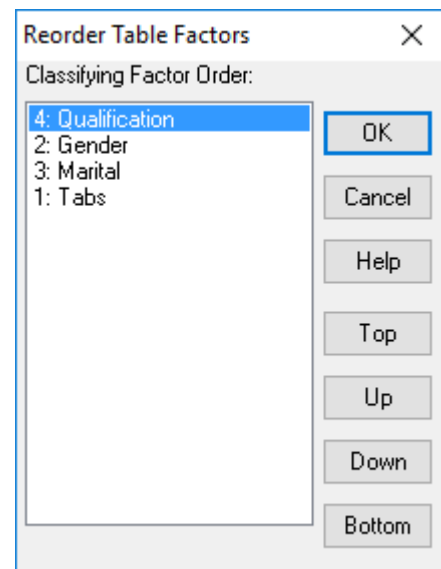 Reorder Table Factors
Classifying Factor Order:
4: Qualification
2: Gender
3: Marital
1: Tabs
OK
Cancel
Help
Top
Up
Down
Bottom